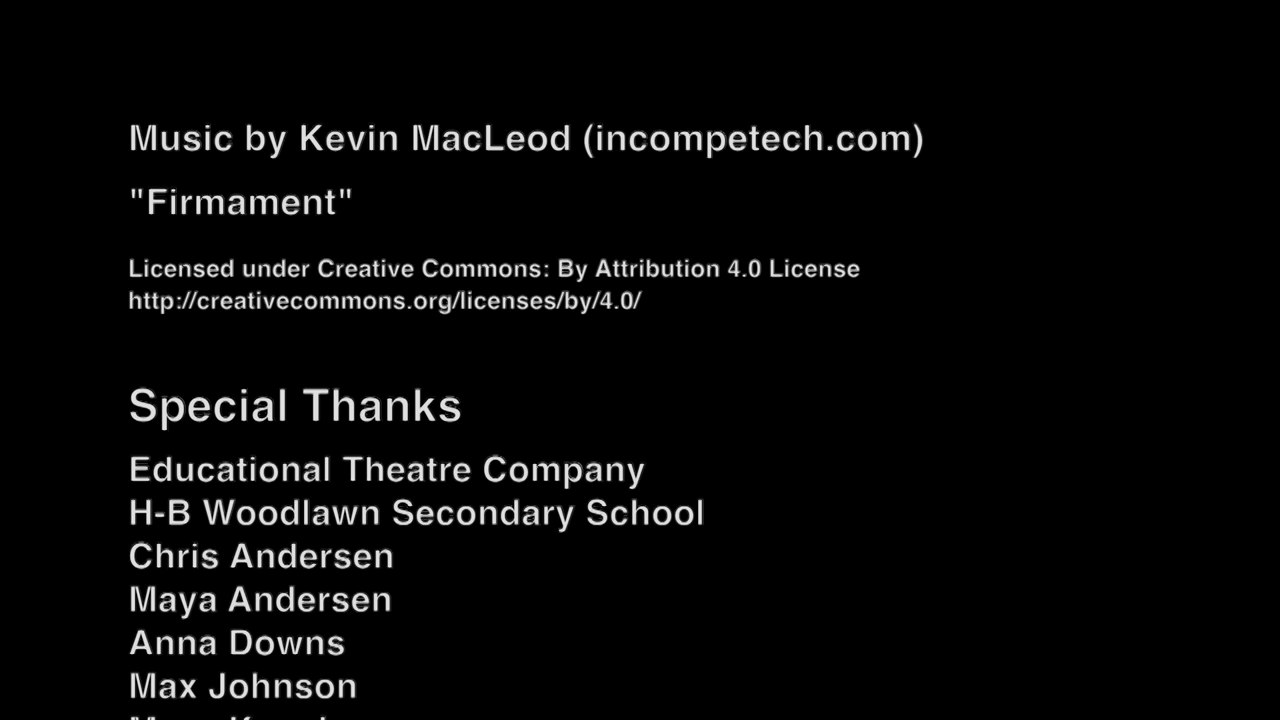 Music by Kevin MacLeod (incompetech.com)
"Firmament"
Licensed under Creative Commons: By Attribution 4.0 License
http://creativecommons.org/licenses/by/4.0/
Special Thanks
Educational Theatre Company
H-B Woodlawn Secondary School
Chris Andersen
Maya Andersen
Anna Downs
Max Johnson